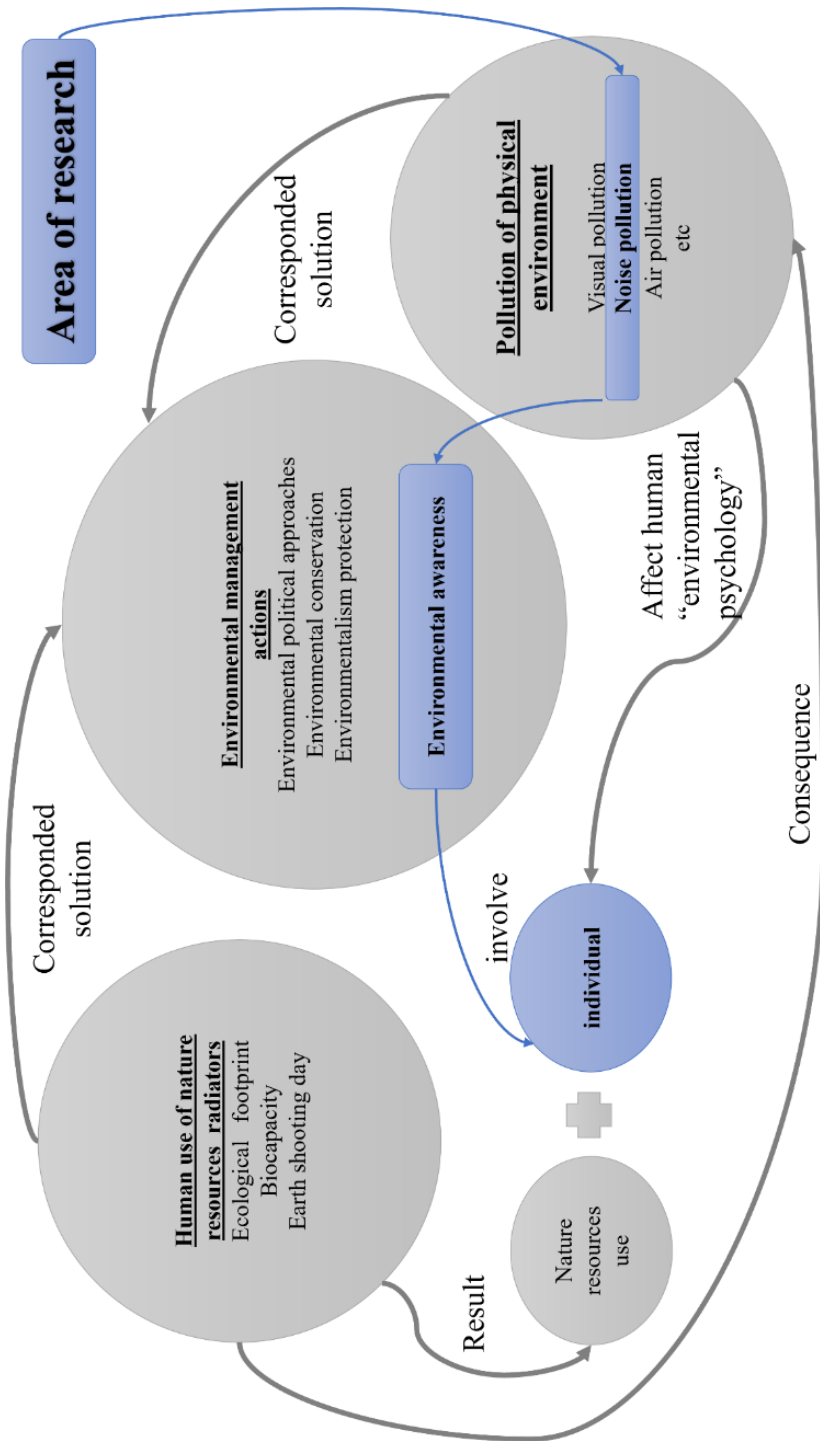 Area of research
Corresponded
solution
Corresponded
solution
Human use of nature
resources radiators
Ecological footprint
Biocapacity
Earth shooting day
Environmental management
actions
Environmental political approaches
Environmental conservation
Environmentalism protection
Environmental awareness
Pollution of physical
environment
Visual pollution
Noise pollution
Air pollution
etc
Result
involve
Affect human
“environmental
psychology”
Nature
resources
use
individual
Consequence